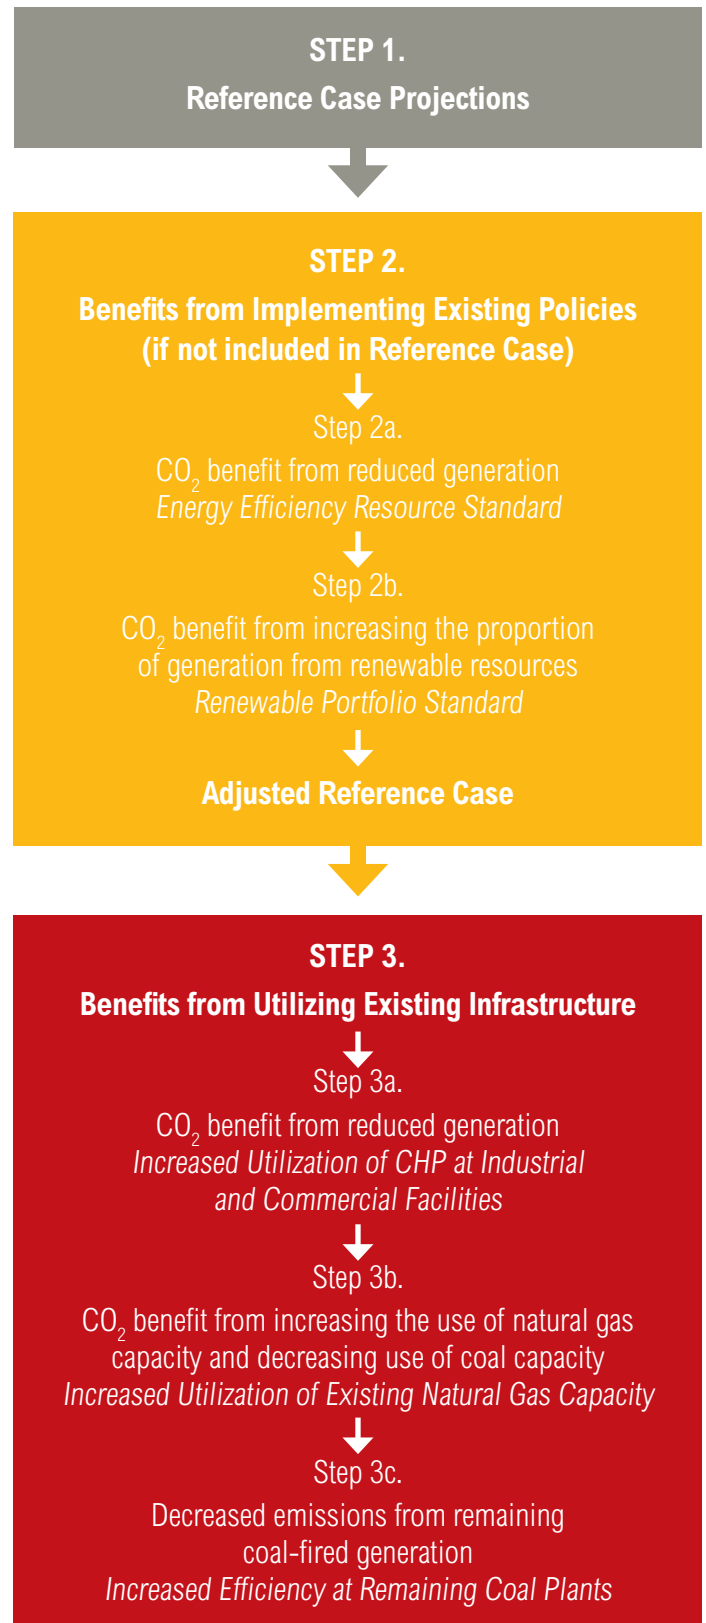 STEP 1.
Reference Case Projections
STEP 2.
Benefits from Implementing Existing Policies
(if not included in Reference Case)
Step 2a.
CO₂ benefit from reduced generation
Energy Efficiency Resource Standard
Step 2b.
CO₂ benefit from increasing the proportion
of generation from renewable resources
Renewable Portfolio Standard
Adjusted Reference Case
STEP 3.
Benefits from Utilizing Existing Infrastructure
Step 3a.
CO₂ benefit from reduced generation
Increased Utilization of CHP at Industrial
and Commercial Facilities
Step 3b.
CO₂ benefit from increasing the use of natural gas
capacity and decreasing use of coal capacity
Increased Utilization of Existing Natural Gas Capacity
Step 3c.
Decreased emissions from remaining
coal-fired generation
Increased Efficiency at Remaining Coal Plants